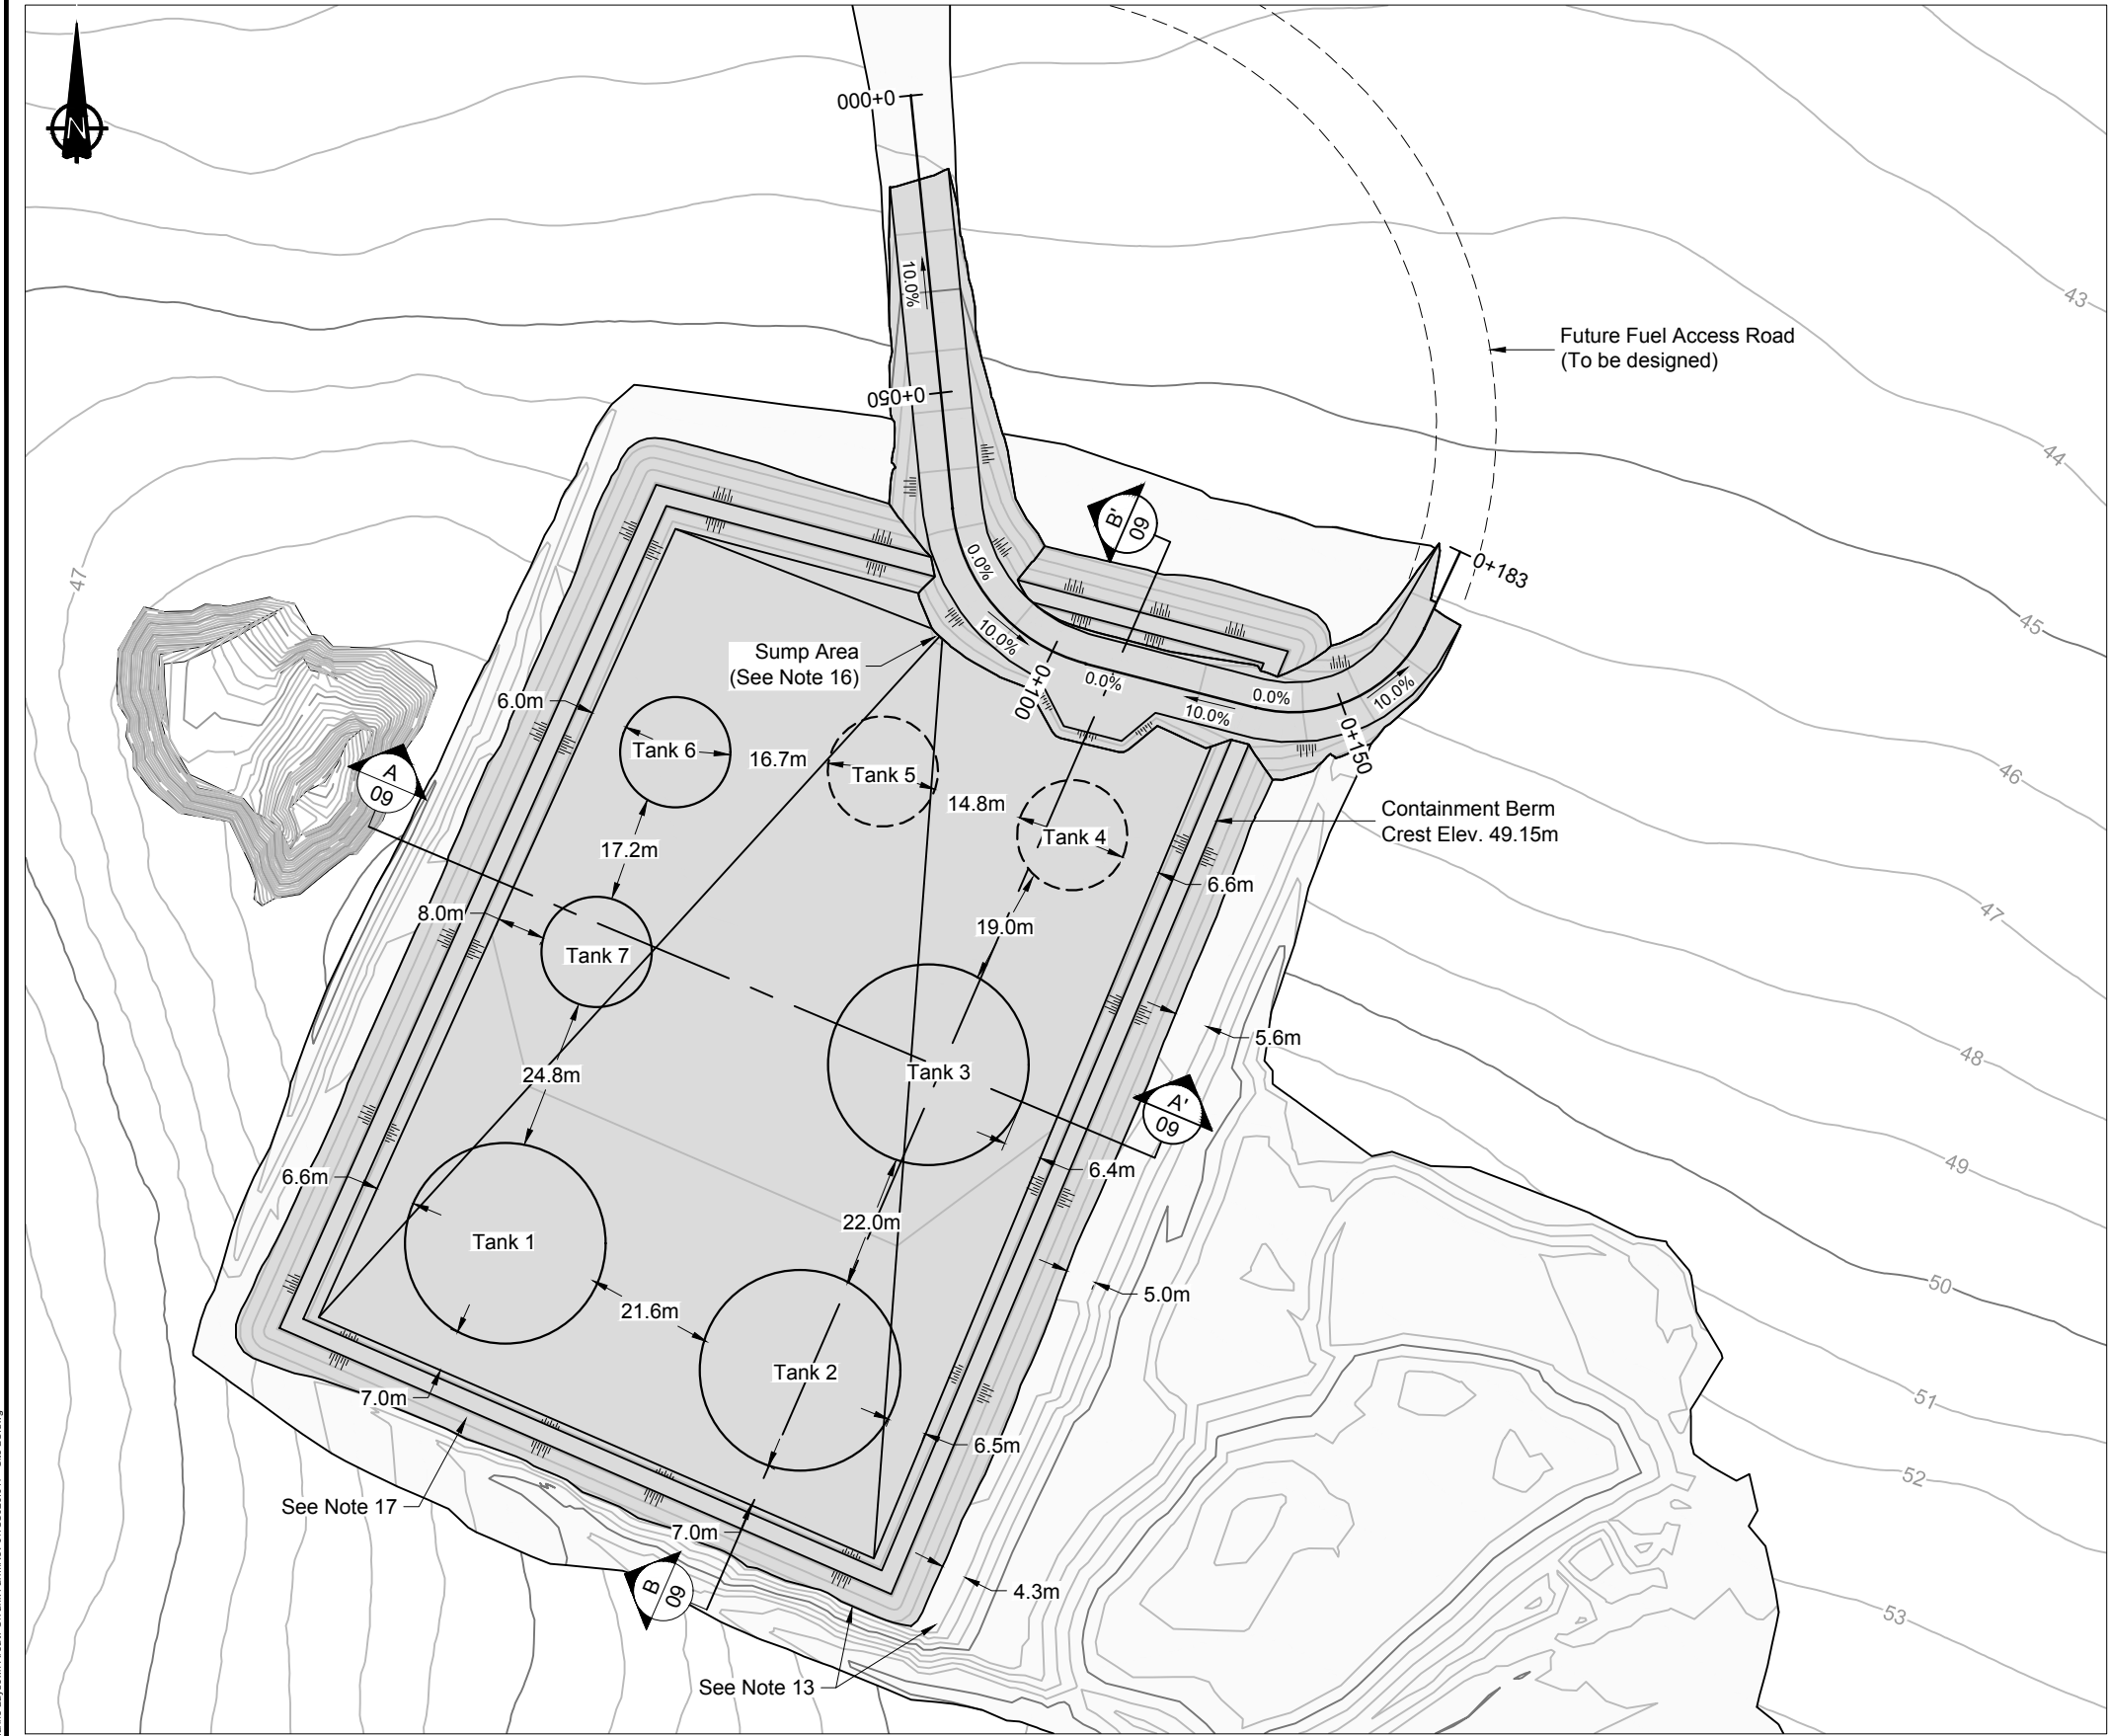 N
0+000
10.0%
43
Future Fuel Access Road
(To be designed)
0+050
44
B'
09
0.0%
0+183
47
45
10.0%
Sump Area
(See Note 16)
0+100
0.0%
0.0%
10.0%
10.0%
6.0m
Tank 6
16.7m
Tank 5
0+150
46
A
09
14.8m
Containment Berm
Crest Elev. 49.15m
Tank 4
17.2m
6.6m
8.0m
19.0m
47
Tank 7
5.6m
48
24.8m
Tank 3
A'
09
6.6m
6.4m
49
22.0m
Tank 1
50
5.0m
21.6m
Tank 2
7.0m
51
6.5m
52
See Note 17
7.0m
B
09
4.3m
53
See Note 13